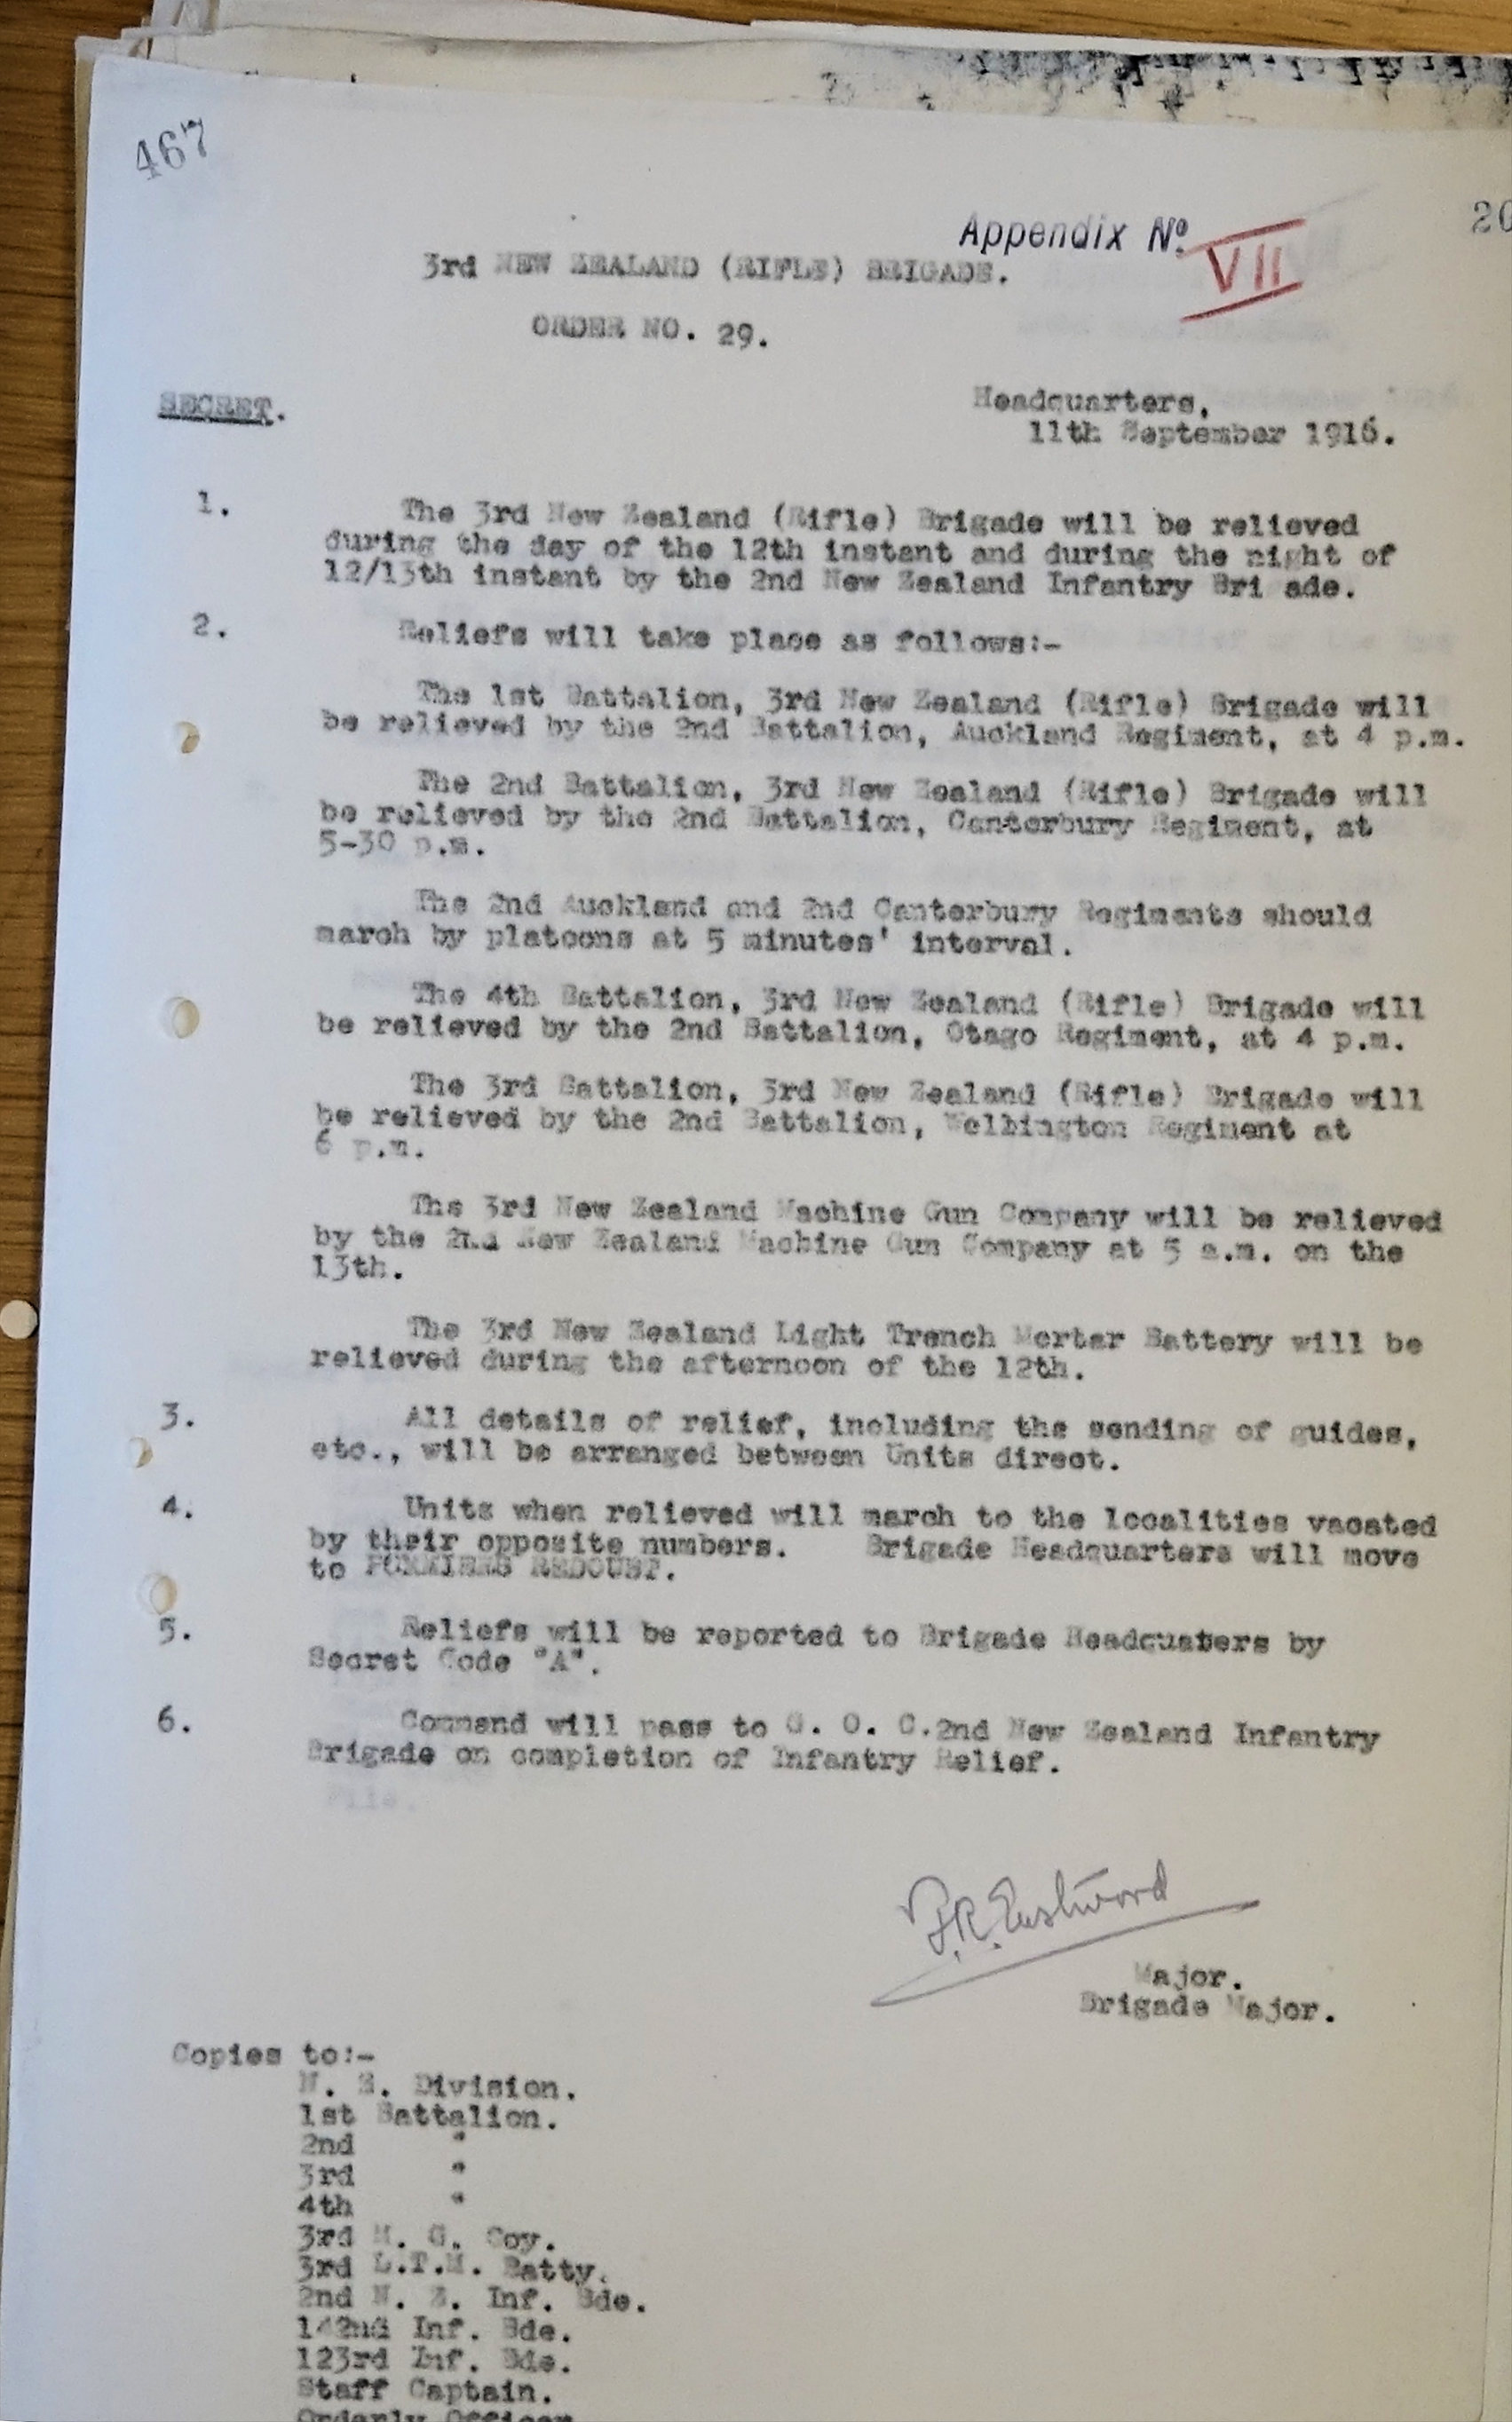 467
20
Appendix No VII
3rd NEW ZEALAND (RIFLE) BRIGADE.
ORDER NO. 29.
SECRET.
Headquarters,
11th September 1916.
1. The 3rd New Zealand (Rifle) Brigade will be relieved
during the day of the 12th instant and during the night of
12/13th instant by the 2nd New Zealand Infantry Bri ade.
2. Reliefs will take place as follows:-
The 1st Battalion, 3rd New Zealand (Rifle) Brigade will
be relieved by the 2nd Battalion, Auckland Regiment, at 4 p.m.
The 2nd Battalion, 3rd New Zealand (Rifle) Brigade will
be relieved by the 2nd Battalion, Canterbury Regiment, at
5-30 p.m.
The 2nd Auckland and 2nd Canterbury Regiments should
march by platoons at 5 minutes' interval.
The 4th Battalion, 3rd New Zealand (Rifle) Brigade will
be relieved by the 2nd Battalion, Otago Regiment, at 4 p.m.
The 3rd Battalion, 3rd New Zealand (Rifle) Brigade will
be relieved by the 2nd Battalion, Wellington Regiment at
6 p.m.
The 3rd New Zealand Machine Gun Company will be relieved
by the 2nd New Zealand Machine Gun Company at 5 a.m. on the
13th.
The 3rd New Zealand Light Trench Mortar Battery will be
relieved during the afternoon of the 12th.
3. All details of relief, including the sending of guides,
etc., will be arranged between Units direct.
4. Units when relieved will march to the localities vacated
by their opposite numbers. Brigade Headquarters will move
to POMMIERS REDOUBT.
5. Reliefs will be reported to Brigade Headquaters by
Secret Code "A".
6. Command will pass to G. O. C.2nd New Zealand Infantry
Brigade on completion of Infantry Relief.
File.
F.R. Eastwood
Major.
Brigade Major.
Copies to:-
N. Z. Division.
1st Battalion.
2nd "
3rd "
4th "
3rd M. G. Coy.
3rd L.T.M. Batty.
2nd N. Z. Inf. Bde.
142nd Inf. Bde.
123rd Inf. Bde.
Staff Captain.
Orderly Officer